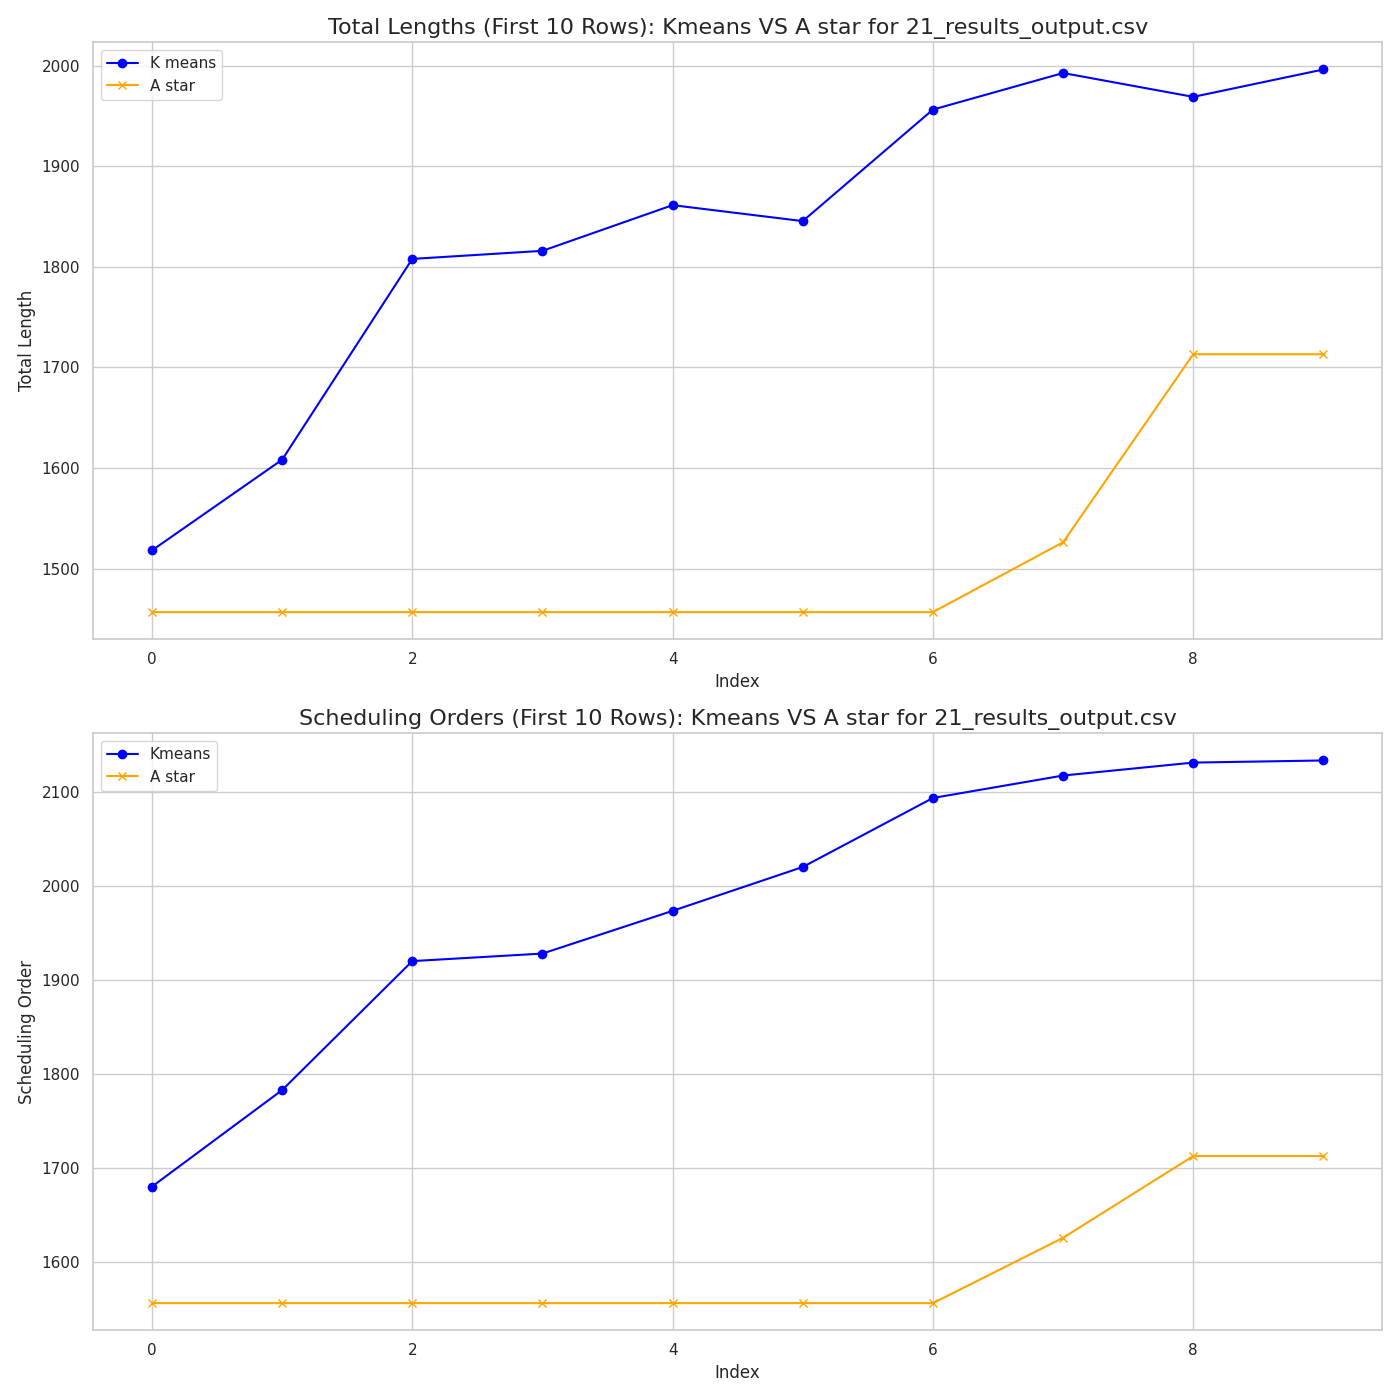 Total Lengths (First 10 Rows): Kmeans VS A star for 21_results_output.csv
K means
A star
2000
1900
1800
1700
1600
1500
Total Length
0 2 4 6 8
Index
Scheduling Orders (First 10 Rows): Kmeans VS A star for 21_results_output.csv
Kmeans
A star
2100
2000
1900
1800
1700
1600
Scheduling Order
0 2 4 6 8
Index